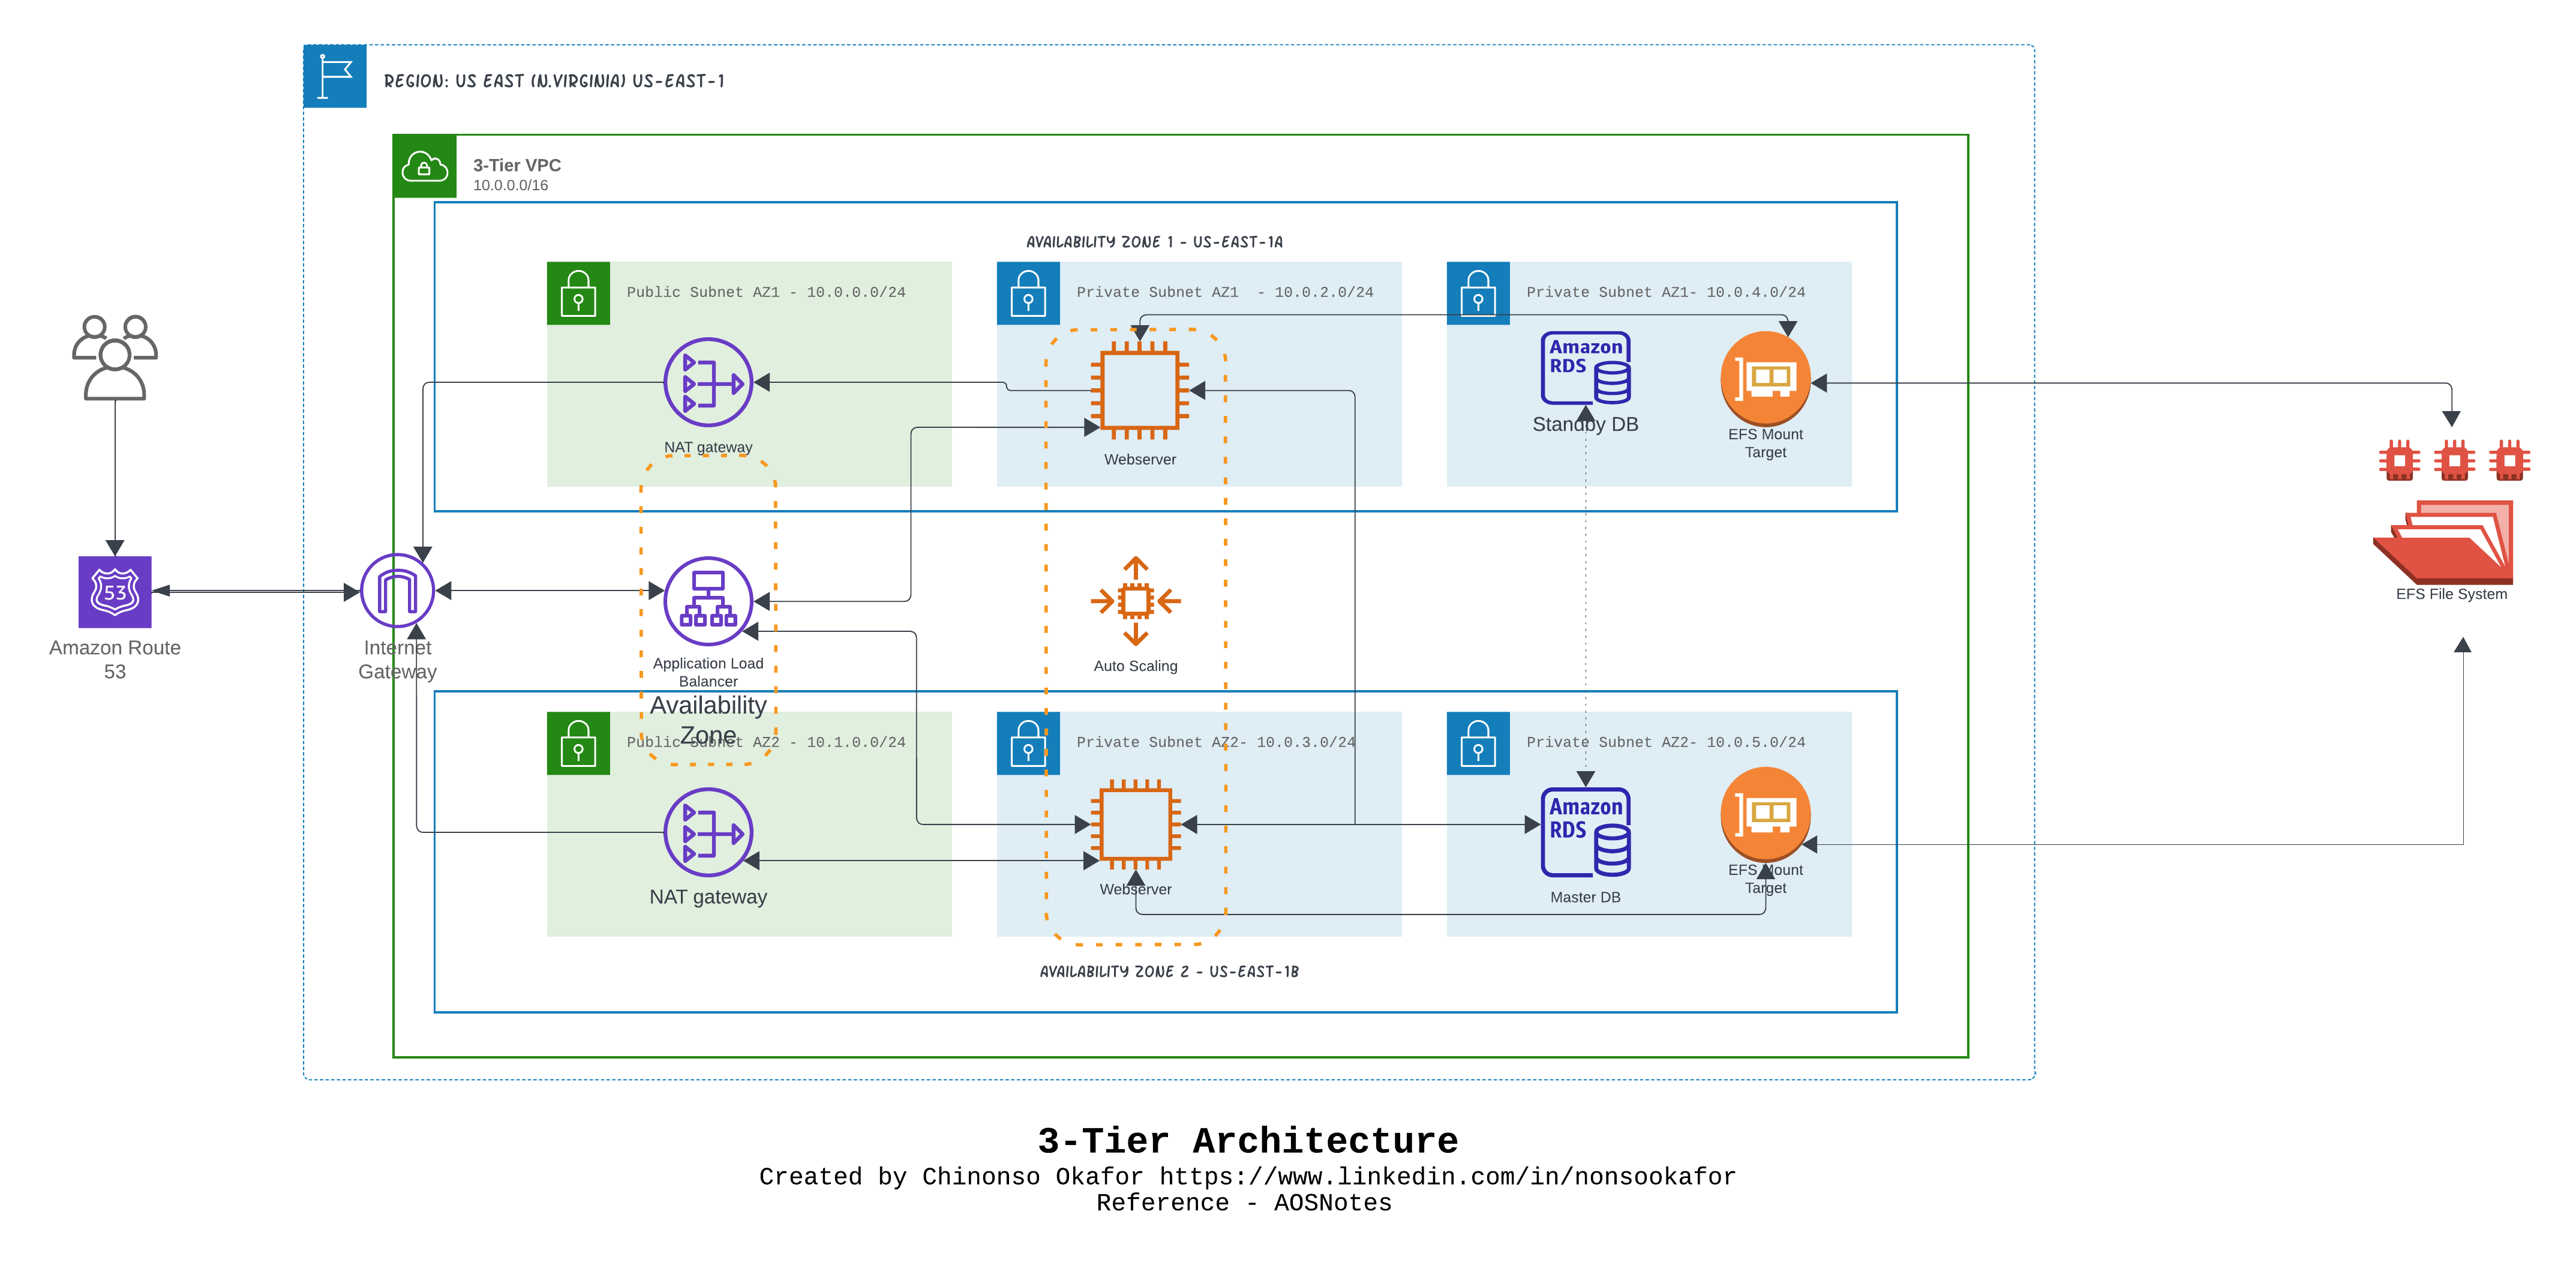 REGION: US EAST (N.VIRGINIA) US-EAST-1
3-Tier VPC
10.0.0.0/16
AVAILABILITY ZONE 1 - US-EAST-1A
Public Subnet AZ1 - 10.0.0.0/24
Private Subnet AZ1  - 10.0.2.0/24
Private Subnet AZ1- 10.0.4.0/24
NAT gateway
Webserver
Amazon
RDS
Standby DB
EFS Mount
Target
53
Amazon Route
53
Internet
Gateway
Application Load
Balancer
Auto Scaling
EFS File System
Availability
Zone
Public Subnet AZ2 - 10.1.0.0/24
Private Subnet AZ2- 10.0.3.0/24
Private Subnet AZ2- 10.0.5.0/24
NAT gateway
Webserver
Amazon
RDS
Master DB
EFS Mount
Target
AVAILABILITY ZONE 2 - US-EAST-1B
3-Tier Architecture
Created by Chinonso Okafor https://www.linkedin.com/in/nonsookafor
Reference - AOSNotes